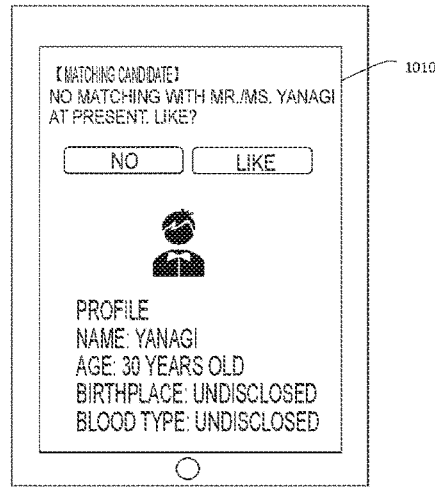 【MATCHING CANDIDATE】
NO MATCHING WITH MR./MS. YANAGI
AT PRESENT. LIKE?
NO LIKE
PROFILE
NAME: YANAGI
AGE: 30 YEARS OLD
BIRTHPLACE: UNDISCLOSED
BLOOD TYPE: UNDISCLOSED
1010